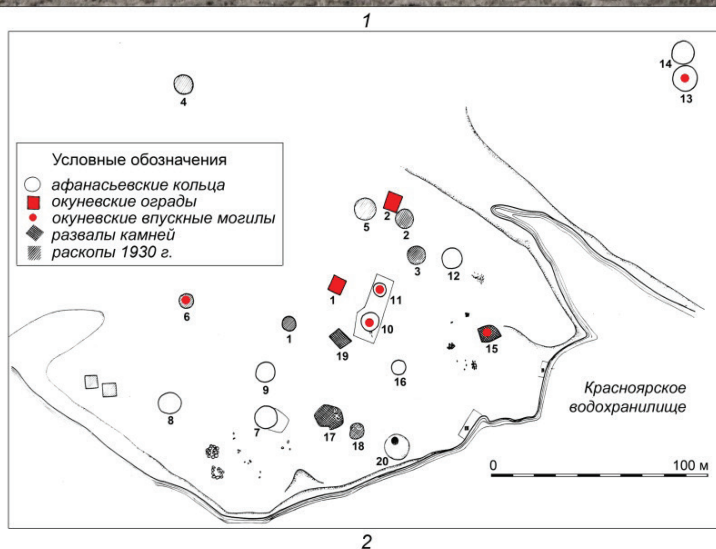 1
14
13
4
Условные обозначения
афанасьевские кольца
окуневские ограды
окуневские впускные могилы
развалы камней
раскопы 1930 г.
5
2
2
3
12
6
1
11
1
10
19
15
16
9
8
7
17
18
20
Красноярское
водохранилище
0 100 м
2